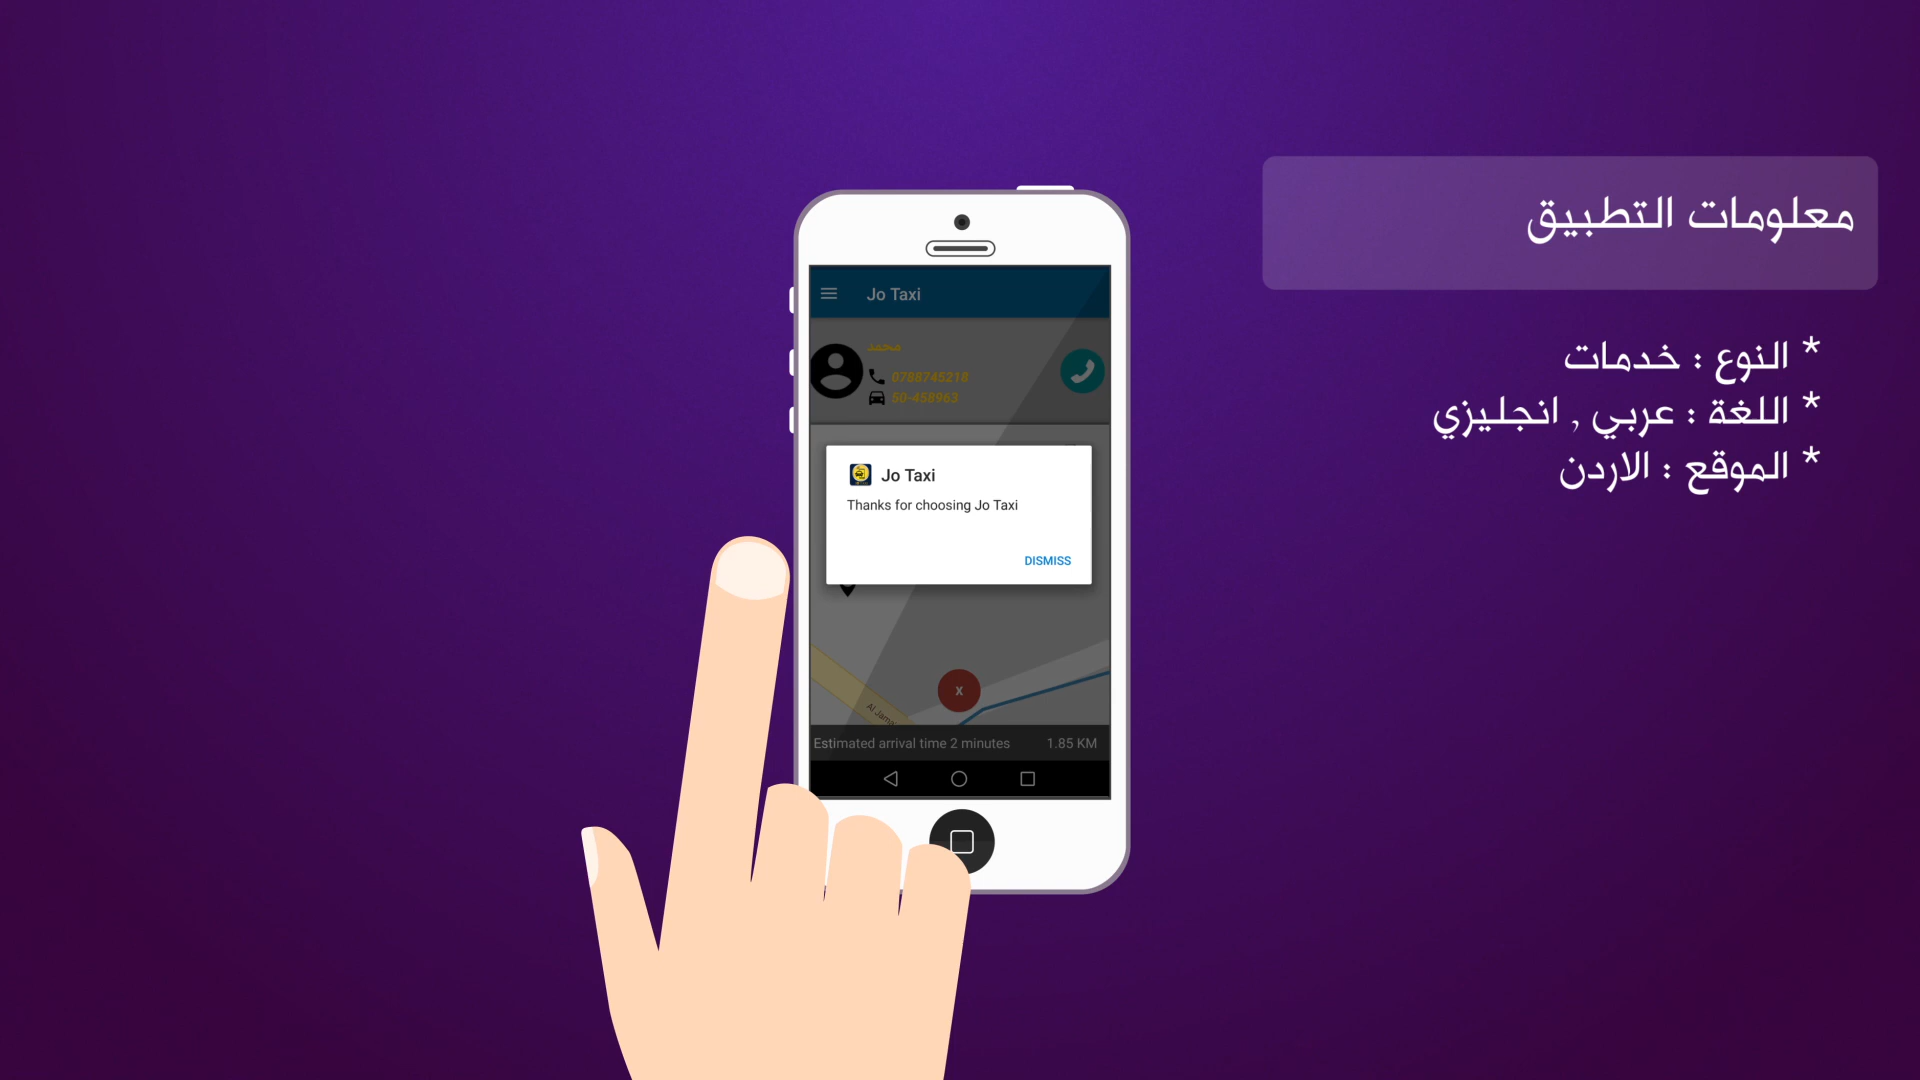 معلومات التطبيق
* النوع : خدمات
* اللغة : عربي , انجليزي
* الموقع : الاردن
Jo Taxi
محمد
0788745218
50-458963
Jo Taxi
Thanks for choosing Jo Taxi
DISMISS
x
Estimated arrival time 2 minutes 1.85 KM